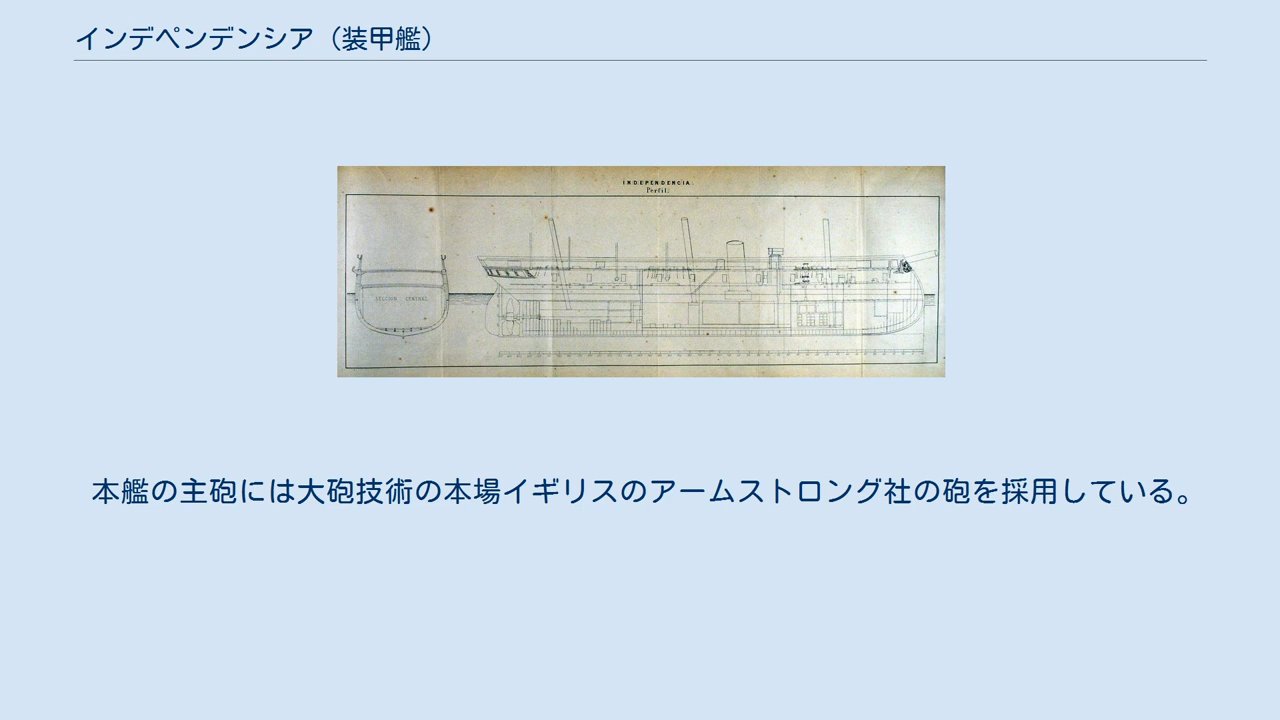 インデペンデンシア（装甲艦）
INDEPENDENCIA.
Perfil.
SECCION CENTRAL
本艦の主砲には大砲技術の本場イギリスのアームストロング社の砲を採用している。